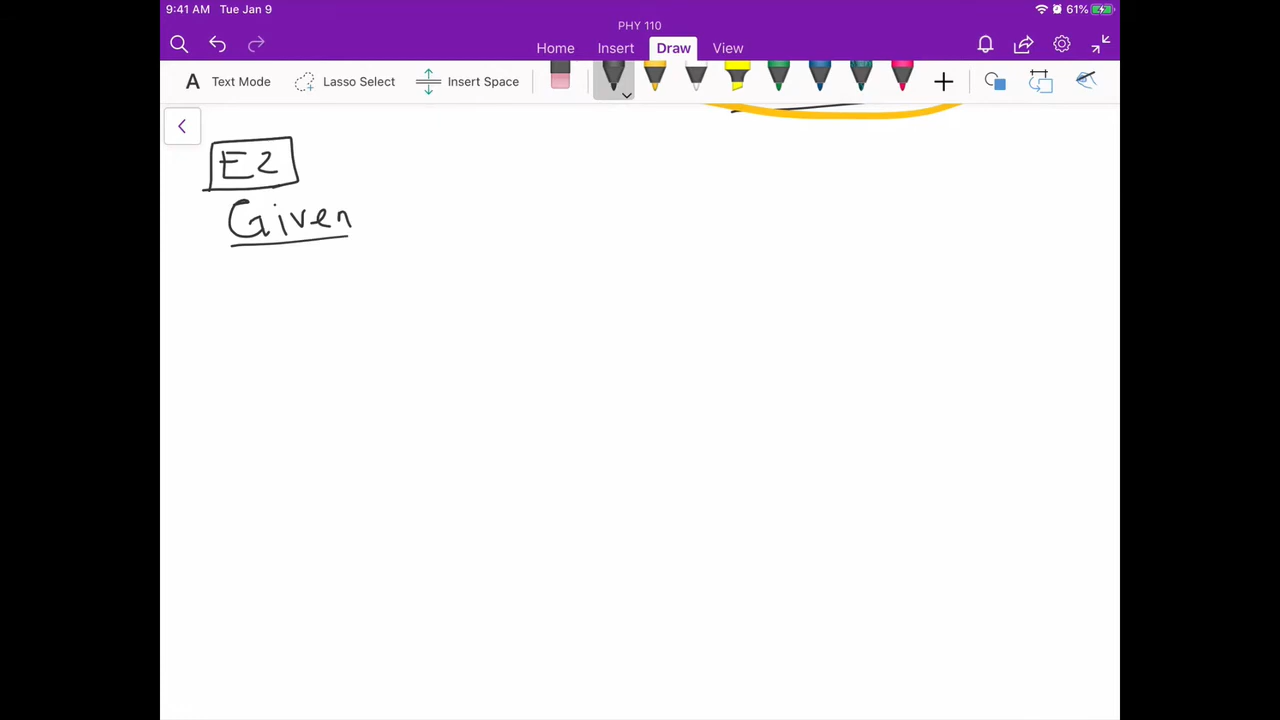 9:41 AM Tue Jan 9 61%
PHY 110
Home Insert Draw View
A Text Mode Lasso Select Insert Space
E2
Given